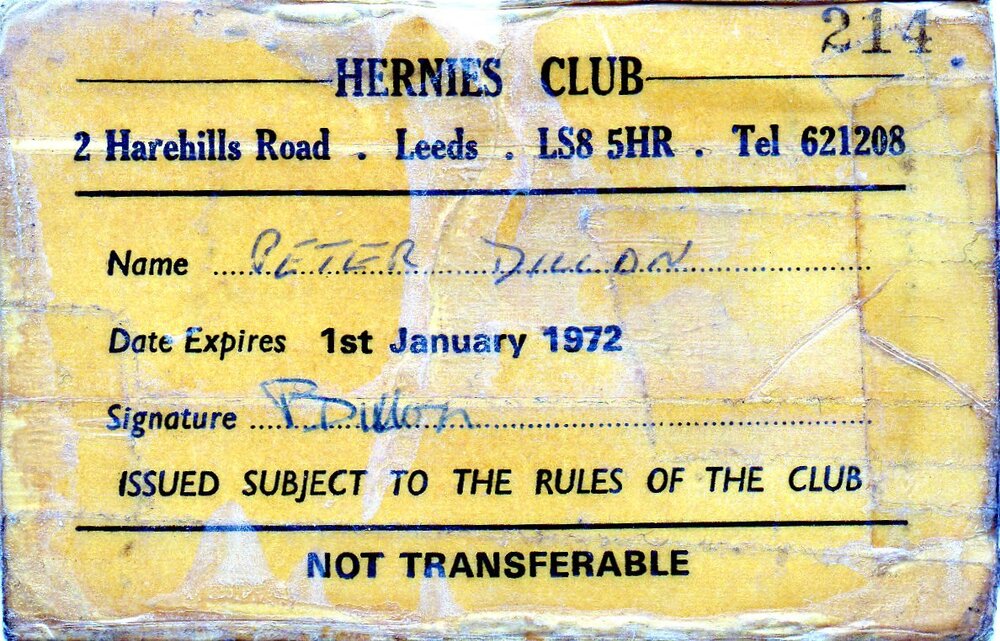 214
HERNIES CLUB
2 Harehills Road . Leeds . LS8 5HR . Tel 621208
Name PETER DILLON
Date Expires 1st January 1972
Signature P.Dillon
ISSUED SUBJECT TO THE RULES OF THE CLUB
NOT TRANSFERABLE